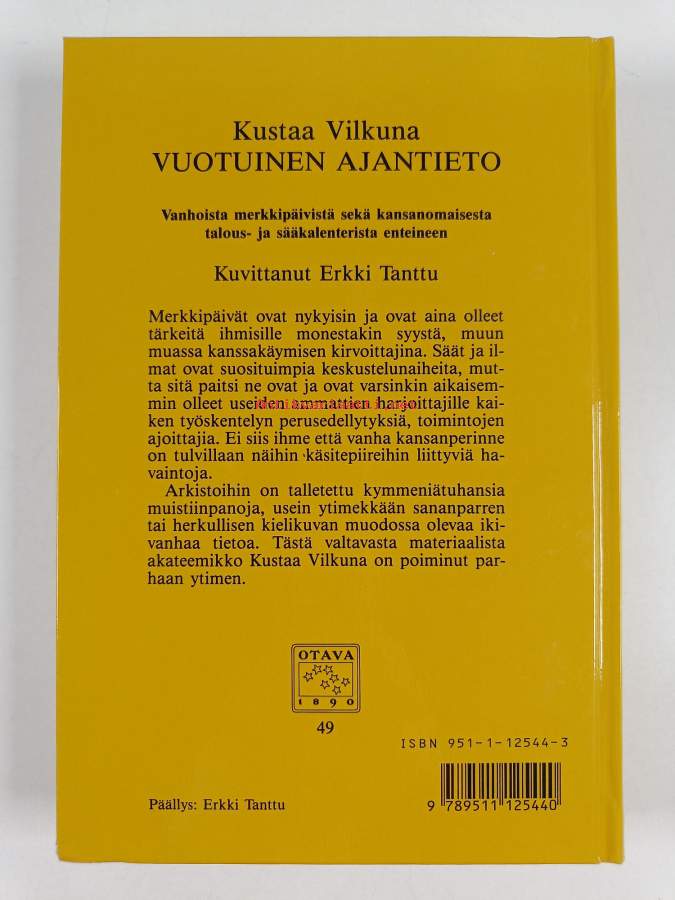 Kustaa Vilkuna
VUOTUINEN AJANTIETO
Vanhoista merkkipäivistä sekä kansanomaisesta
talous- ja sääkalenterista enteineen
Kuvittanut Erkki Tanttu
Merkkipäivät ovat nykyisin ja ovat aina olleet
tärkeitä ihmisille monestakin syystä, muun
muassa kanssakäymisen kirvoittajina. Säät ja il-
mat ovat suosituimpia keskustelunaiheita, mut-
ta sitä paitsi ne ovat ja ovat varsinkin aikaisem-
min olleet useiden ammattien harjoittajille kai-
ken työskentelyn perusedellytyksiä, toimintojen
ajoittajia. Ei siis ihme että vanha kansanperinne
on tulvillaan näihin käsitepiireihin liittyviä ha-
vaintoja.
Arkistoihin on talletettu kymmeniätuhansia
muistiinpanoja, usein ytimekkään sananparren
tai herkullisen kielikuvan muodossa olevaa iki-
vanhaa tietoa. Tästä valtavasta materiaalista
akateemikko Kustaa Vilkuna on poiminut par-
haan ytimen.
OTAVA
1890
49
ISBN 951-1-12544-3
9 789511 125440
Päällys: Erkki Tanttu